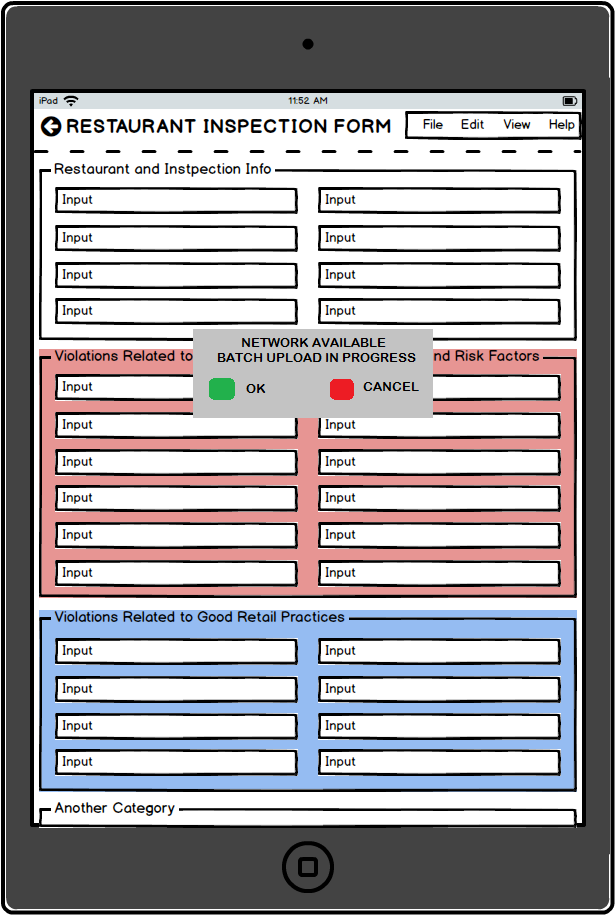 iPad 11:52 AM
RESTAURANT INSPECTION FORM File Edit View Help
Restaurant and Instpection Info
Input Input
Input Input
Input Input
Input Input
NETWORK AVAILABLE
BATCH UPLOAD IN PROGRESS
OK CANCEL
Violations Related to nd Risk Factors
Input Input
Input Input
Input Input
Input Input
Input Input
Input Input
Violations Related to Good Retail Practices
Input Input
Input Input
Input Input
Input Input
Another Category